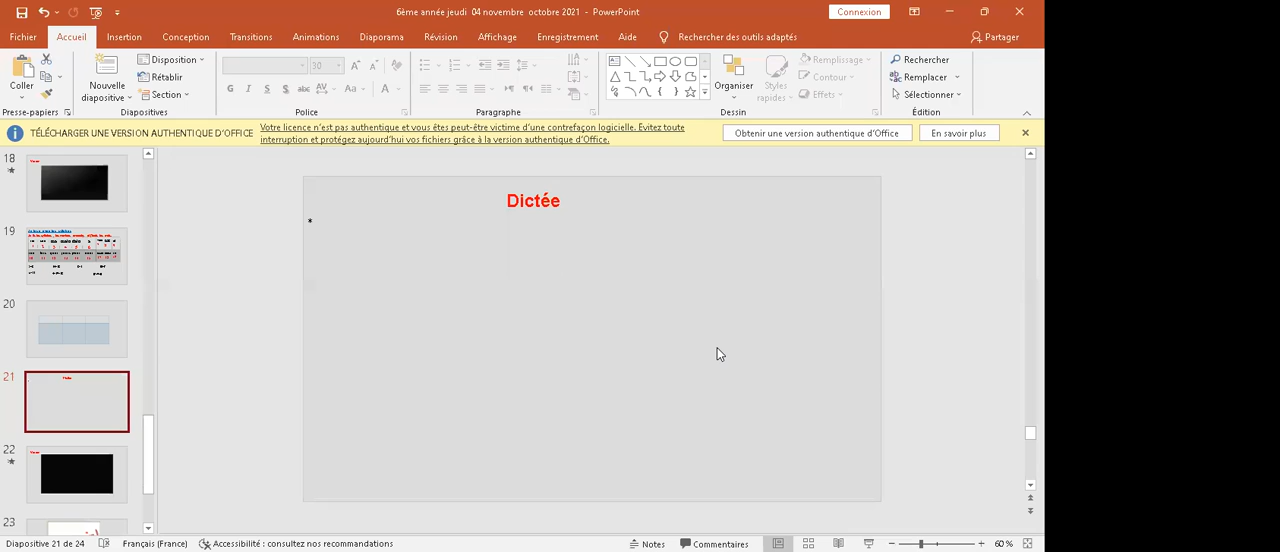 6ème année jeudi  04 novembre  octobre 2021 - PowerPoint
Connexion
Fichier Accueil Insertion Conception Transitions Animations Diaporama Révision Affichage Enregistrement Aide Rechercher des outils adaptés Partager
Coller
Nouvelle diapositive
Disposition
Rétablir
Section
30
G I S S abc AV Aa A
Styles rapides
Organiser
Remplissage
Contour
Effets
Rechercher
Remplacer
Sélectionner
Presse-papiers Diapositives Police Paragraphe Dessin Édition
TÉLÉCHARGER UNE VERSION AUTHENTIQUE D'OFFICE
Votre licence n'est pas authentique et vous êtes peut-être victime d'une contrefaçon logicielle. Evitez toute
interruption et protégez aujourd'hui vos fichiers grâce à la version authentique d'Office.
Obtenir une version authentique d'Office
En savoir plus
18
19
20
21
22
23
Dictée
*
Diapositive 21 de 24 Français (France) Accessibilité : consultez nos recommandations Notes Commentaires 60 %